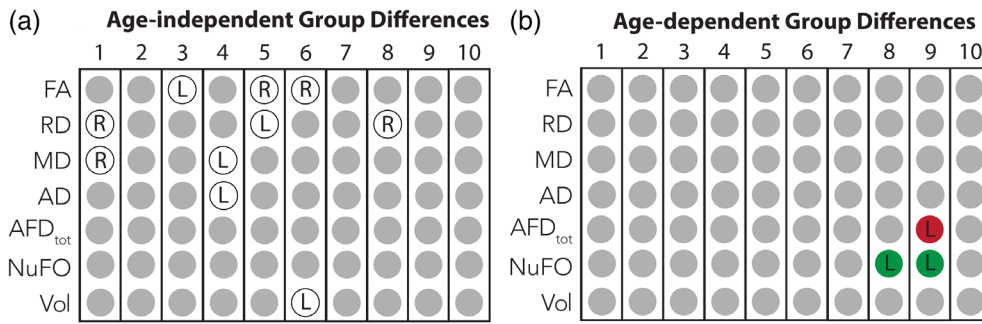 (a) Age-independent Group Differences
1 2 3 4 5 6 7 8 9 10
FA L R R
RD R L R
MD R L
AD L
AFDtot
NuFO
Vol L
(b) Age-dependent Group Differences
1 2 3 4 5 6 7 8 9 10
FA
RD
MD
AD
AFDtot L
NuFO L L
Vol